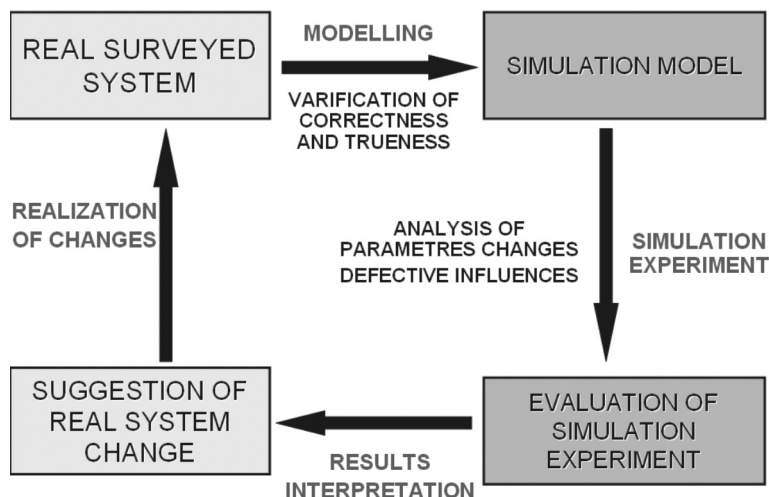 REAL SURVEYED
SYSTEM
MODELLING
VARIFICATION OF
CORRECTNESS
AND TRUENESS
SIMULATION MODEL
REALIZATION
OF CHANGES
ANALYSIS OF
PARAMETRES CHANGES
DEFECTIVE INFLUENCES
SIMULATION
EXPERIMENT
SUGGESTION OF
REAL SYSTEM
CHANGE
RESULTS
INTERPRETATION
EVALUATION OF
SIMULATION
EXPERIMENT